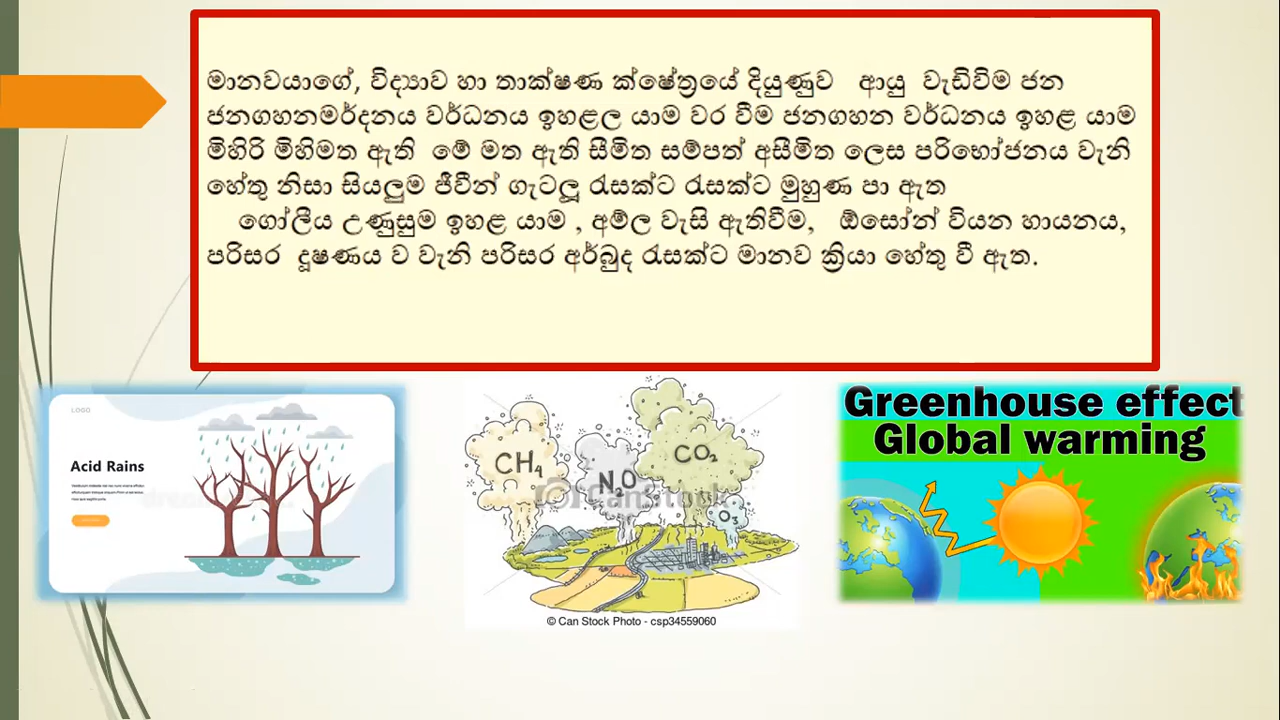 මානවයාගේ, විද්‍යාව හා තාක්ෂණ ක්ෂේත්‍රයේ දියුණුව ආයු වැඩිවිම ජන
ජනගහනමර්දනය වර්ධනය ඉහළල යාම වර වීම ජනගහන වර්ධනය ඉහළ යාම
මිහිරි මිහිමත ඇති මේ මත ඇති සීමිත සම්පත් අසීමිත ලෙස පරිභෝජනය වැනි
හේතු නිසා සියලුම ජීවීන් ගැටලූ රැසක්ට රැසක්ට මුහුණ පා ඇත
ගෝලීය උණුසුම ඉහළ යාම , අම්ල වැසි ඇතිවීම, ඕසෝන් වියන හායනය,
පරිසර දූෂණය ව වැනි පරිසර අර්බුද රැසක්ට මානව ක්‍රියා හේතු වී ඇත.
LOGO
Acid Rains
CH₄
N₂O
CO₂
O₃
CanStock
© Can Stock Photo - csp34559060
Greenhouse effect
Global warming